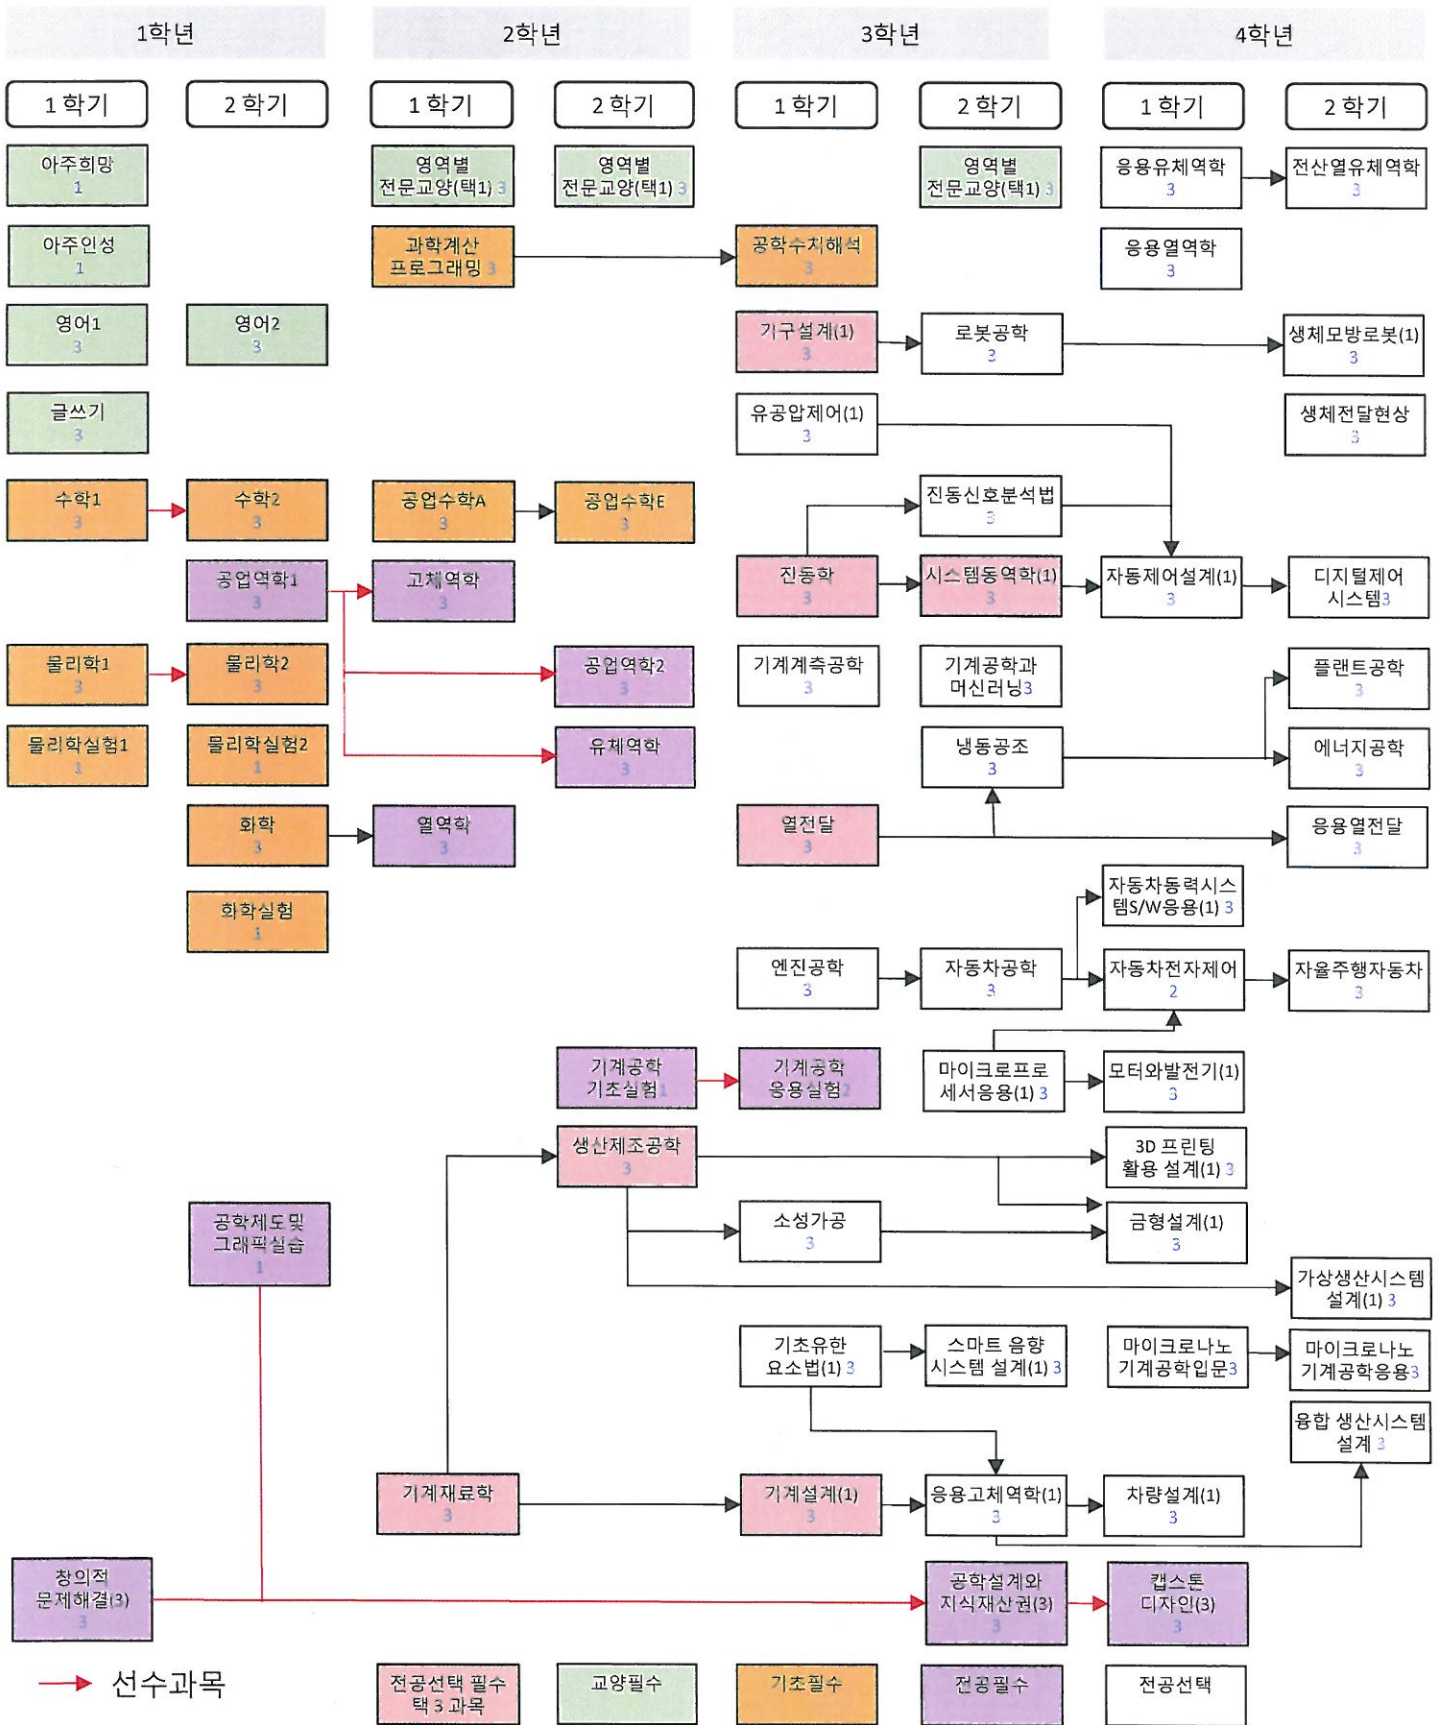 1학년
2학년
3학년
4학년
1 학기
2 학기
1 학기
2 학기
1 학기
2 학기
1 학기
2 학기
아주희망
1
영역별
전문교양(택1) 3
영역별
전문교양(택1) 3
영역별
전문교양(택1) 3
응용유체역학
3
전산열유체역학
3
아주인성
1
과학계산
프로그래밍 3
공학수치해석
3
응용열역학
3
영어1
3
영어2
3
기구설계(1)
3
로봇공학
3
생체모방로봇(1)
3
글쓰기
3
유공압제어(1)
3
생체전달현상
3
수학1
3
수학2
3
공업수학A
3
공업수학B
3
진동신호분석법
3
공업역학1
3
고체역학
3
진동학
3
시스템동역학(1)
3
자동제어설계(1)
3
디지털제어
시스템3
물리학1
3
물리학2
3
공업역학2
3
기계계측공학
3
기계공학과
머신러닝3
플랜트공학
3
물리학실험1
1
물리학실험2
1
유체역학
3
냉동공조
3
에너지공학
3
화학
3
열역학
3
열전달
3
응용열전달
3
화학실험
1
자동차동력시스
템S/W응용(1) 3
엔진공학
3
자동차공학
3
자동차전자제어
2
자율주행자동차
3
기계공학
기초실험 1
기계공학
응용실험 2
마이크로프로
세서응용(1) 3
모터와발전기(1)
3
생산제조공학
3
3D 프린팅
활용 설계(1) 3
공학제도및
그래픽실습
1
소성가공
3
금형설계(1)
3
가상생산시스템
설계(1) 3
기초유한
요소법(1) 3
스마트 음향
시스템 설계(1) 3
마이크로나노
기계공학입문3
마이크로나노
기계공학응용3
융합 생산시스템
설계 3
기계재료학
3
기계설계(1)
3
응용고체역학(1)
3
차량설계(1)
3
창의적
문제해결(3)
3
공학설계와
지식재산권(3)
3
캡스톤
디자인(3)
3
선수과목
전공선택 필수
택 3 과목
교양필수
기초필수
전공필수
전공선택